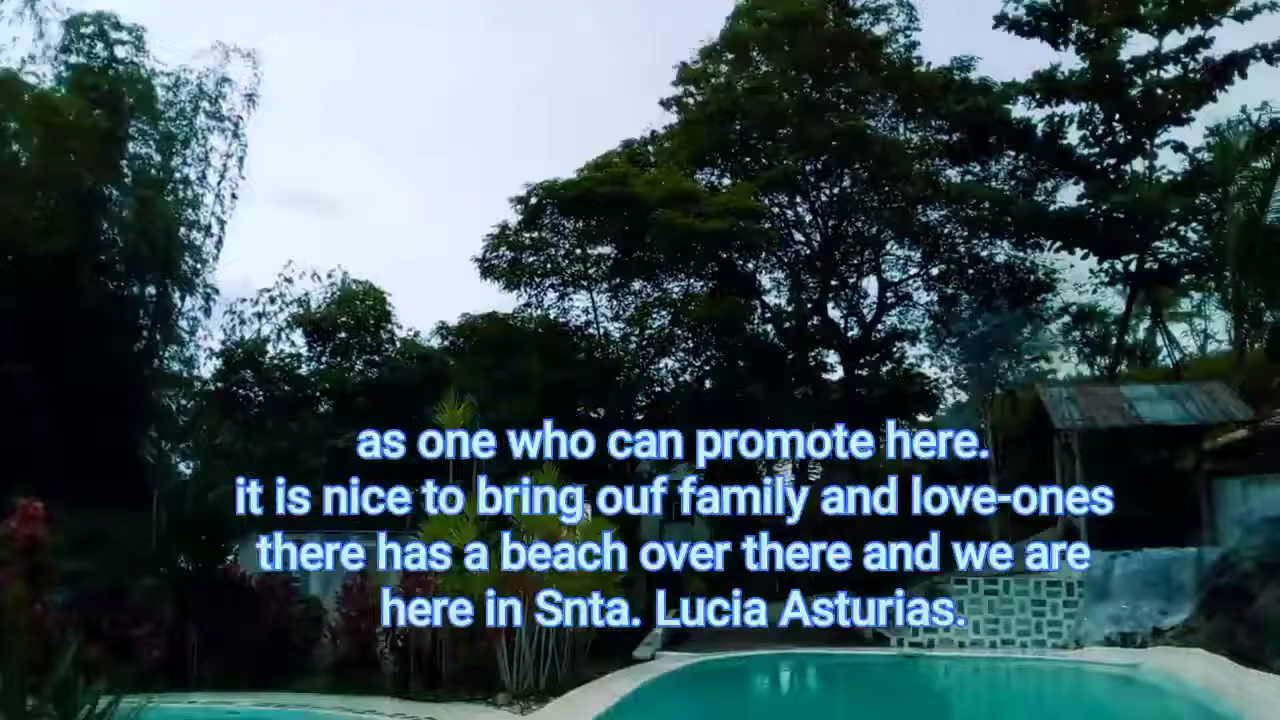 as one who can promote here.
it is nice to bring ouf family and love-ones
there has a beach over there and we are
here in Snta. Lucia Asturias.